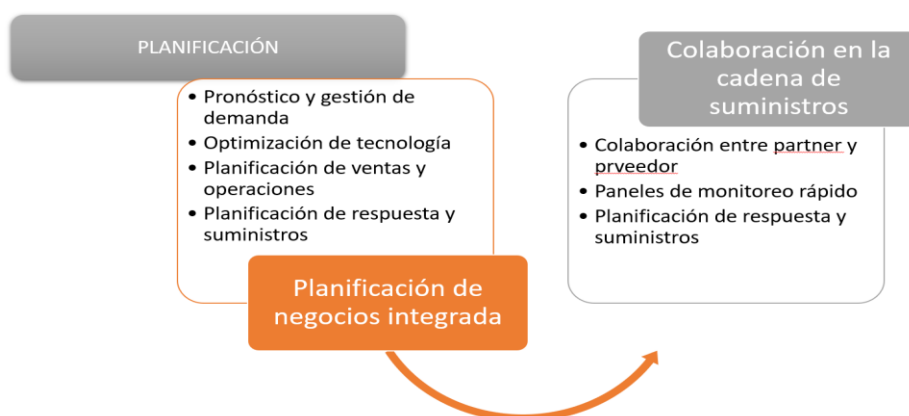 PLANIFICACIÓN
• Pronóstico y gestión de
demanda
• Optimización de tecnología
• Planificación de ventas y
operaciones
• Planificación de respuesta y
suministros
Planificación de
negocios integrada
Colaboración en la
cadena de
suministros
• Colaboración entre partner y
prveedor
• Paneles de monitoreo rápido
• Planificación de respuesta y
suministros